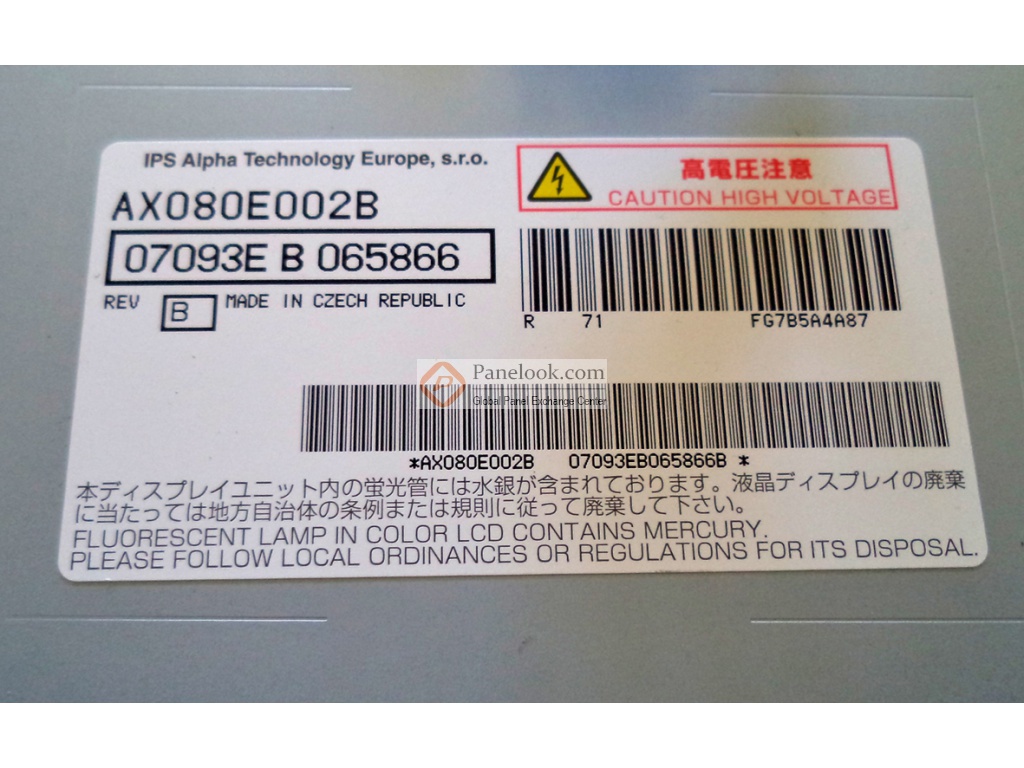 IPS Alpha Technology Europe, s.r.o.
AX080E002B
07093E B 065866
REV B MADE IN CZECH REPUBLIC
高電圧注意
CAUTION HIGH VOLTAGE
R 71 FG7B5A4A87
Panelook.com
Global Panel Exchange Center
*AX080E002B 07093EB065866B *
本ディスプレイユニット内の蛍光管には水銀が含まれております。液晶ディスプレイの廃棄
に当たっては地方自治体の条例または規則に従って廃棄して下さい。
FLUORESCENT LAMP IN COLOR LCD CONTAINS MERCURY.
PLEASE FOLLOW LOCAL ORDINANCES OR REGULATIONS FOR ITS DISPOSAL.